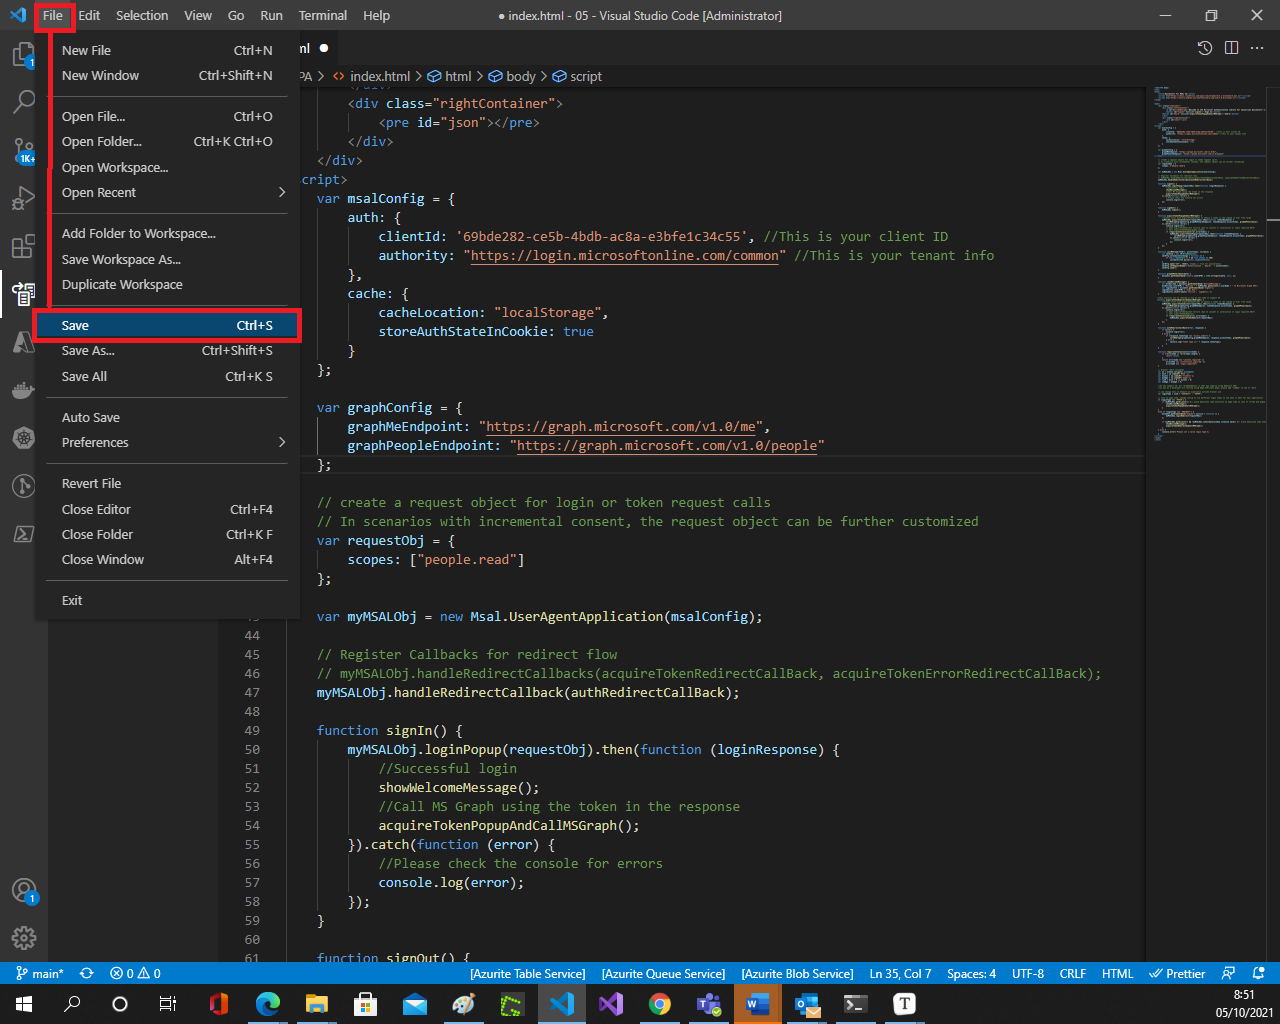 File Edit Selection View Go Run Terminal Help ● index.html - 05 - Visual Studio Code [Administrator]
New File Ctrl+N
New Window Ctrl+Shift+N
Open File... Ctrl+O
Open Folder... Ctrl+K Ctrl+O
Open Workspace...
Open Recent
Add Folder to Workspace...
Save Workspace As...
Duplicate Workspace
Save Ctrl+S
Save As... Ctrl+Shift+S
Save All Ctrl+K S
Auto Save
Preferences
Revert File
Close Editor Ctrl+F4
Close Folder Ctrl+K F
Close Window Alt+F4
Exit
1
1K+
1
ml ●
PA > <> index.html > html > body > script
<div class="rightContainer">
<pre id="json"></pre>
</div>
</div>
script>
var msalConfig = {
auth: {
clientId: '69bde282-ce5b-4bdb-ac8a-e3bfe1c34c55', //This is your client ID
authority: "https://login.microsoftonline.com/common" //This is your tenant info
},
cache: {
cacheLocation: "localStorage",
storeAuthStateInCookie: true
}
};
var graphConfig = {
graphMeEndpoint: "https://graph.microsoft.com/v1.0/me",
graphPeopleEndpoint: "https://graph.microsoft.com/v1.0/people"
};
// create a request object for login or token request calls
// In scenarios with incremental consent, the request object can be further customized
var requestObj = {
scopes: ["people.read"]
};
var myMSALObj = new Msal.UserAgentApplication(msalConfig);
44
45 // Register Callbacks for redirect flow
46 // myMSALObj.handleRedirectCallbacks(acquireTokenRedirectCallBack, acquireTokenErrorRedirectCallBack);
47 myMSALObj.handleRedirectCallback(authRedirectCallBack);
48
49 function signIn() {
50 myMSALObj.loginPopup(requestObj).then(function (loginResponse) {
51 //Successful login
52 showWelcomeMessage();
53 //Call MS Graph using the token in the response
54 acquireTokenPopupAndCallMSGraph();
55 }).catch(function (error) {
56 //Please check the console for errors
57 console.log(error);
58 });
59 }
60
61 function signOut() {
main* 0 0 [Azurite Table Service] [Azurite Queue Service] [Azurite Blob Service] Ln 35, Col 7 Spaces: 4 UTF-8 CRLF HTML Prettier
8:51
05/10/2021